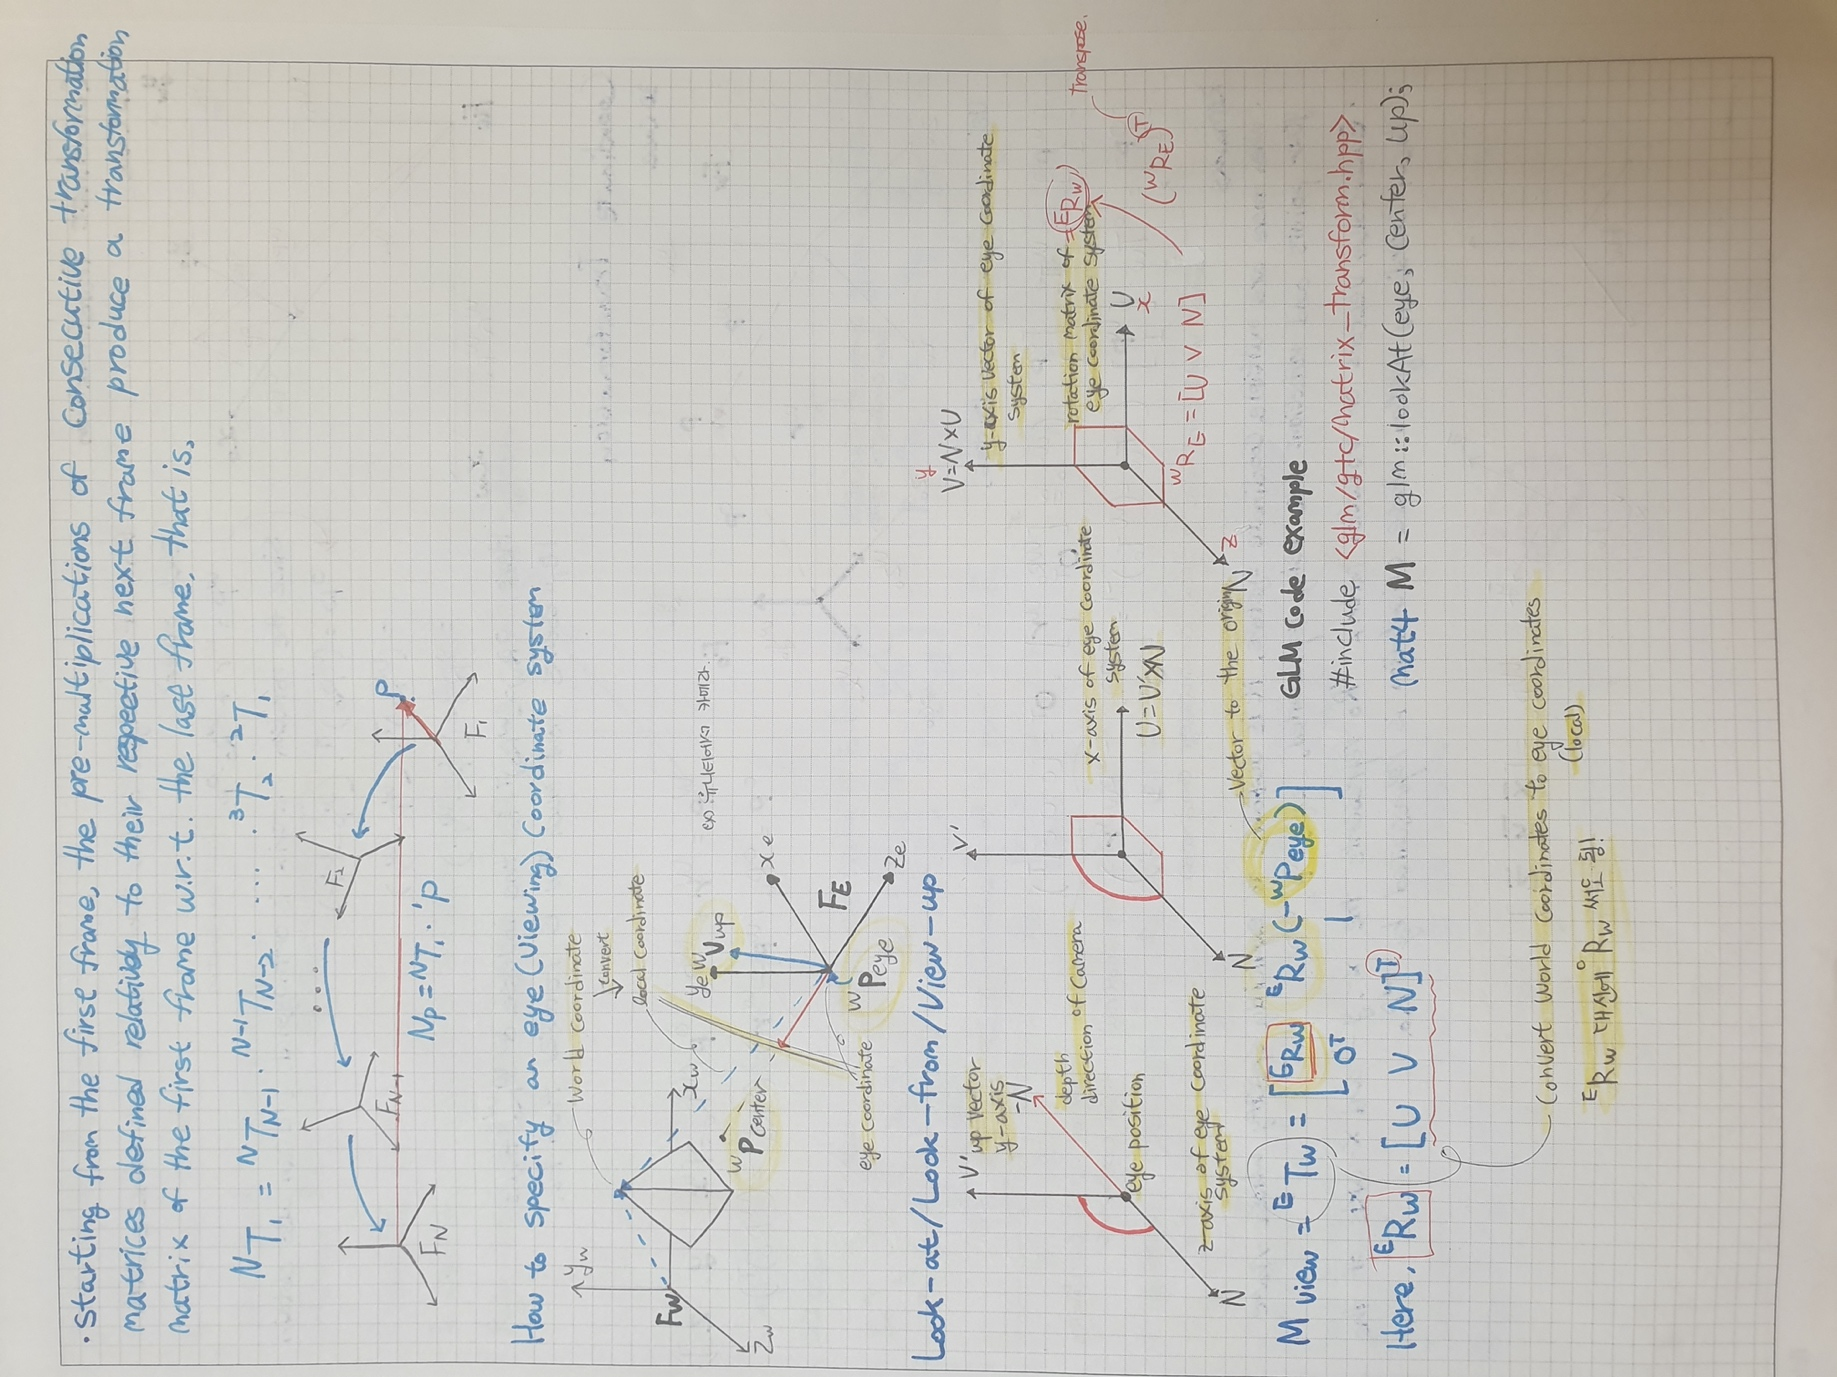 · Starting from the first frame, the pre-multiplications of Consecutive transformation
matrices defined relatively to their respective next frame produce a transformation
matrix of the first frame w.r.t. the last frame, that is,
ᴺT₁ = ᴺTN-1 · ᴺ⁻¹TN-2 · .... · ³T₂ · ²T₁
F2
...
P
FN
FN-1
ᴺP = ᴺT₁ · ¹P
F1
How to specify an eye (Viewing) Coordinate system
World Coordinate
↓convert
local Coordinate
yw
xw
Fw
zw
ʷPcenter
eye coordinate
ye
ʷVup
xe
FE
ze
ʷPeye
Look-at/Look-from/View-up
V'
up vector
y-axis
-N
depth
direction of Camera
eye position
N
z-axis of eye Coordinate
system
V'
x-axis of eye Coordinate
system
U=V'×N
N
y
V=N×U
y-axis vector of eye Coordinate
system
rotation matrix of (ᴱRw)
eye Coordinate system
U
x
ʷRE = [U V N]
(ʷRE)ᵀ
transpose.
z
N
M view = ᴱTw = [ᴱRw ᴱRw(-ʷPeye)]
0ᵀ 1
Vector to the origin
Here, ᴱRw = [U V N]ᵀ
GLM Code example
#include <glm/gtc/matrix_transform.hpp>
mat4 M = glm::lookAt(eye, Center, Up);
Convert World Coordinates to eye Coordinates
(local)
ᴱRw 대신에 Rw 써도 됨!